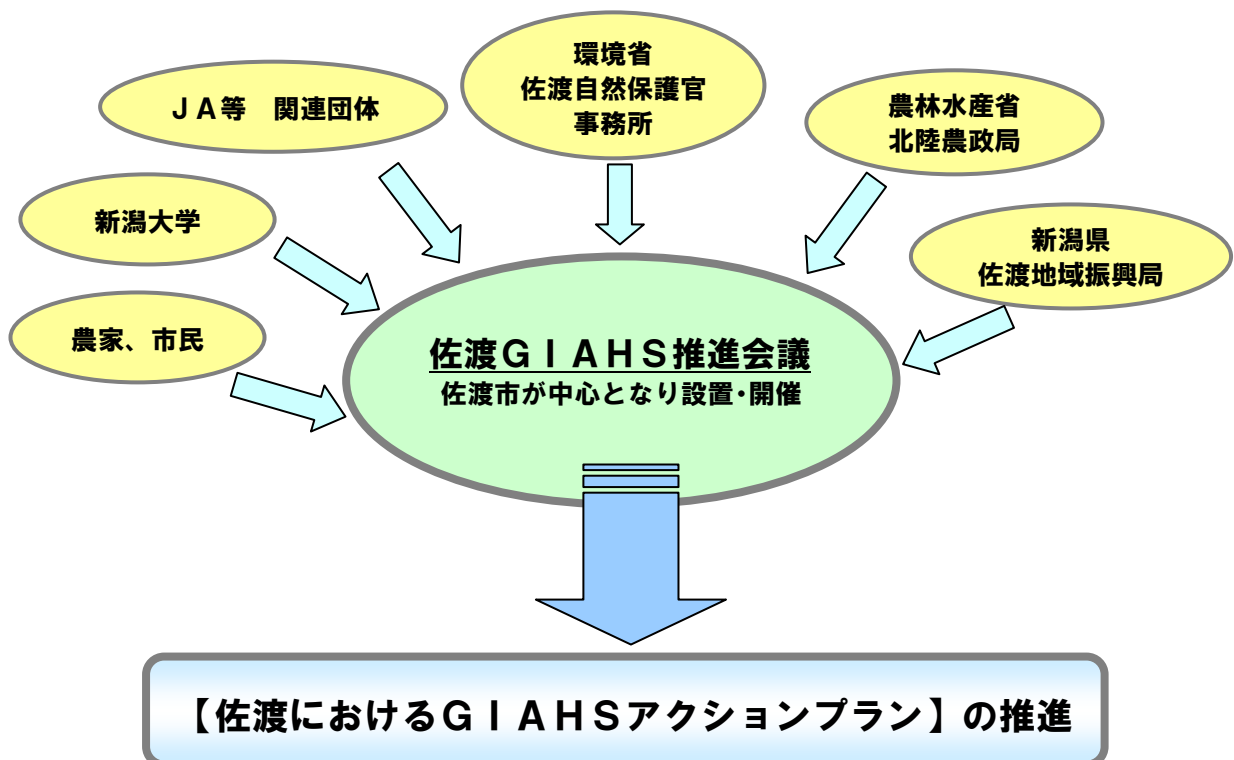 環境省
佐渡自然保護官
事務所
ＪＡ等　関連団体
農林水産省
北陸農政局
新潟大学
新潟県
佐渡地域振興局
農家、市民
佐渡ＧＩＡＨＳ推進会議
佐渡市が中心となり設置･開催
【佐渡におけるＧＩＡＨＳアクションプラン】の推進